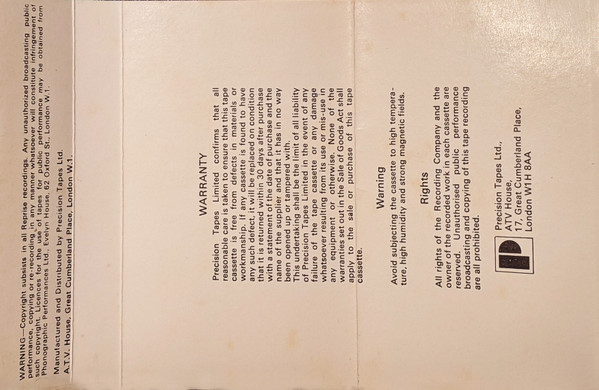 WARNING—Copyright subsists in all Reprise recordings. Any unauthorized broadcasting public
performance, copying or re-recording in any manner whatsoever will constitute infringement of
such copyright. Licences for the use of tapes for public performance may be obtained from
Phonographic Performances Ltd., Evelyn House, 62 Oxford St., London W.1.
Manufactured and Distributed by Precision Tapes Ltd.
A.T.V. House, Great Cumberland Place, London W.1.
WARRANTY
Precision Tapes Limited confirms that all
reasonable care is taken to ensure that this tape
cassette is free from defects in materials or
workmanship. If any cassette is found to have
any such defect, it will be replaced on condition
that it is returned within 30 days after purchase
with a statement of the date of purchase and the
name of the supplier and that it has in no way
been opened up or tampered with.
This undertaking shall be the limit of all liability
of Precision Tapes Limited in the event of any
failure of the tape cassette or any damage
whatsoever resulting from its use or mis-use in
any equipment or otherwise. None of the
warranties set out in the Sale of Goods Act shall
apply to the sale or purchase of this tape
cassette.
Warning
Avoid subjecting the cassette to high tempera-
ture, high humidity and strong magnetic fields.
Rights
All rights of the Recording Company and the
owner of the recorded work in each cassette are
reserved. Unauthorised public performance
broadcasting and copying of this tape recording
are all prohibited.
Precision Tapes Ltd.,
ATV House,
17, Great Cumberland Place,
London W1H 8AA